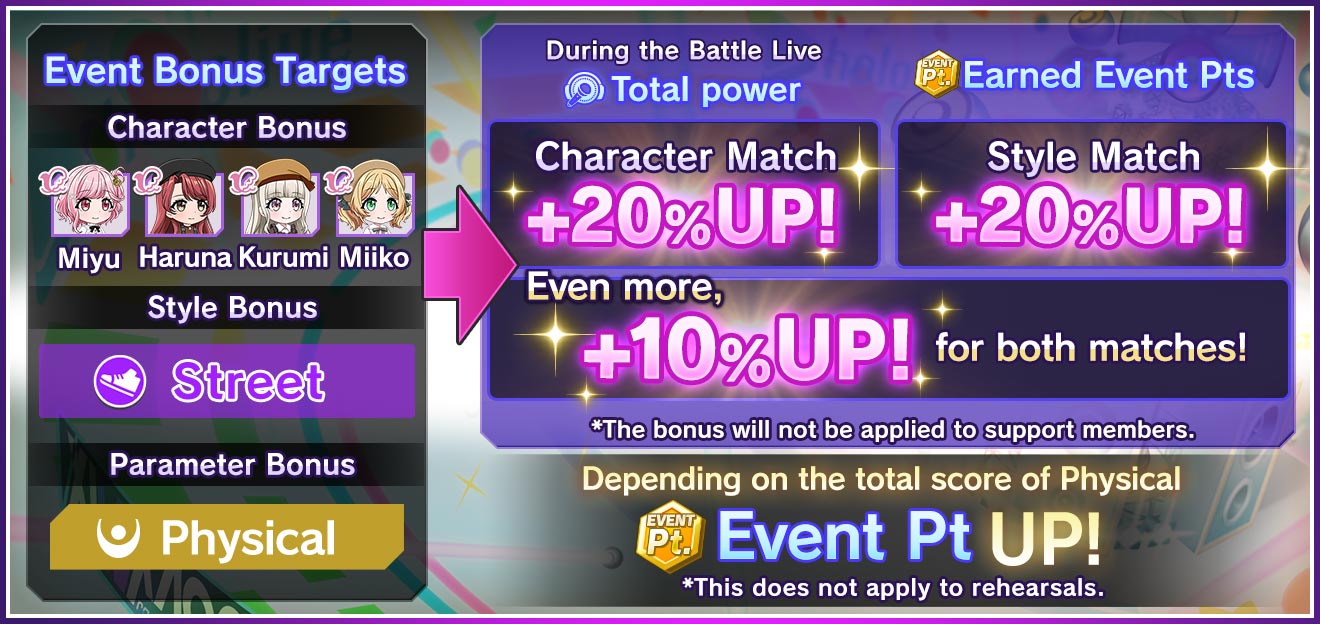 Event Bonus Targets
Character Bonus
Miyu Haruna Kurumi Miiko
Style Bonus
Street
Parameter Bonus
Physical
During the Battle Live
Total power
EVENT Pt. Earned Event Pts
Character Match
+20%UP!
Style Match
+20%UP!
Even more,
+10%UP! for both matches!
*The bonus will not be applied to support members.
Depending on the total score of Physical
EVENT Pt. Event Pt UP!
*This does not apply to rehearsals.